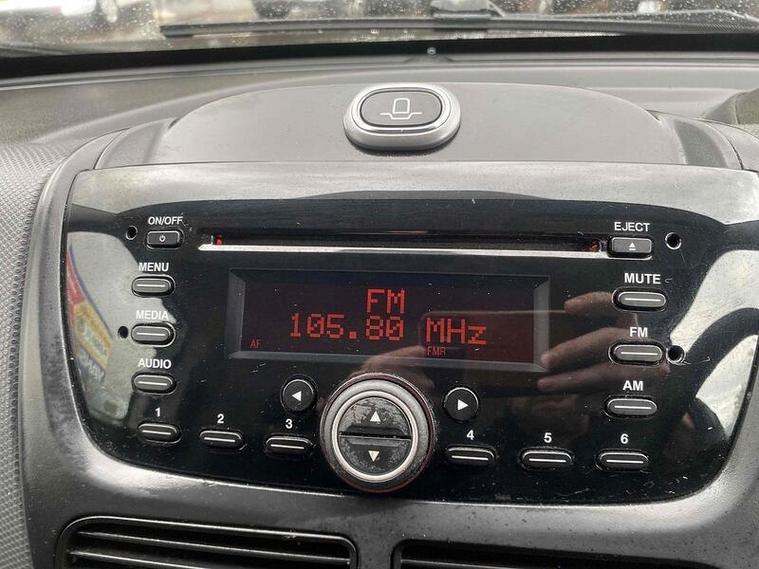 ON/OFF
EJECT
MENU
MUTE
MEDIA
FM
105.80 MHz
AF
FMR
FM
AUDIO
AM
1
2
3
4
5
6